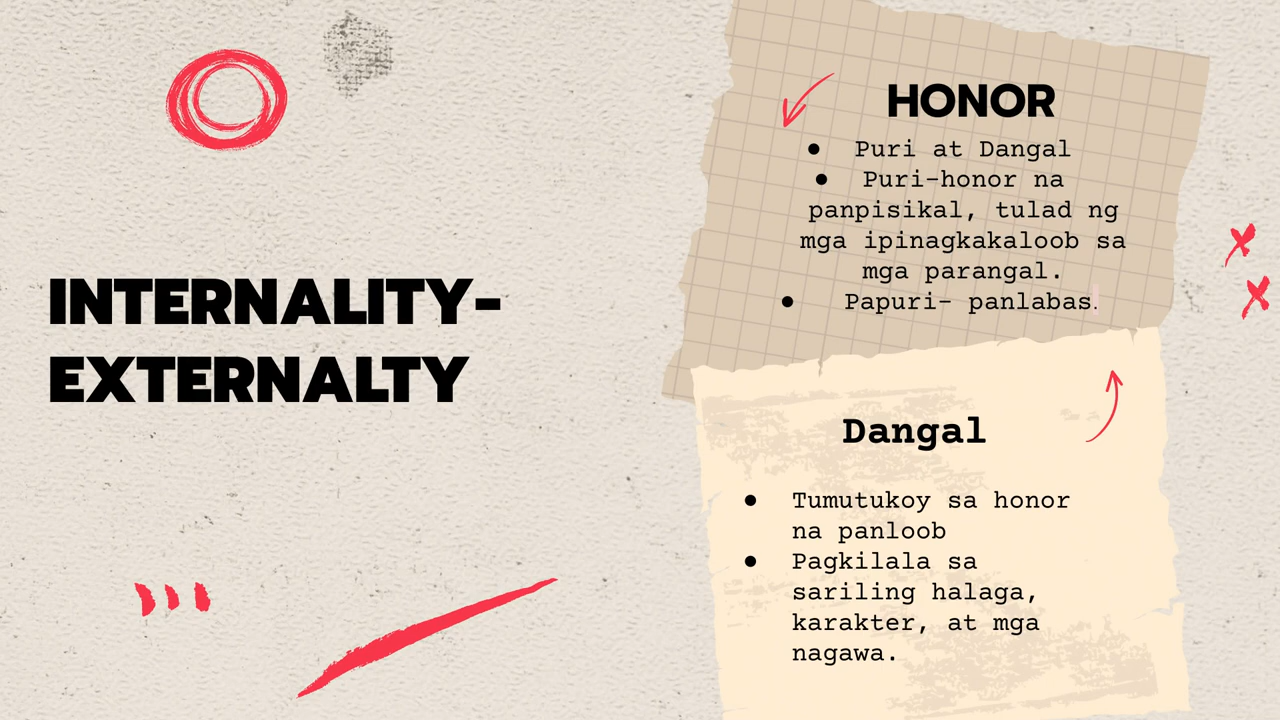 INTERNALITY-
EXTERNALTY
HONOR
● Puri at Dangal
● Puri-honor na
panpisikal, tulad ng
mga ipinagkakaloob sa
mga parangal.
● Papuri- panlabas.
Dangal
● Tumutukoy sa honor
na panloob
● Pagkilala sa
sariling halaga,
karakter, at mga
nagawa.